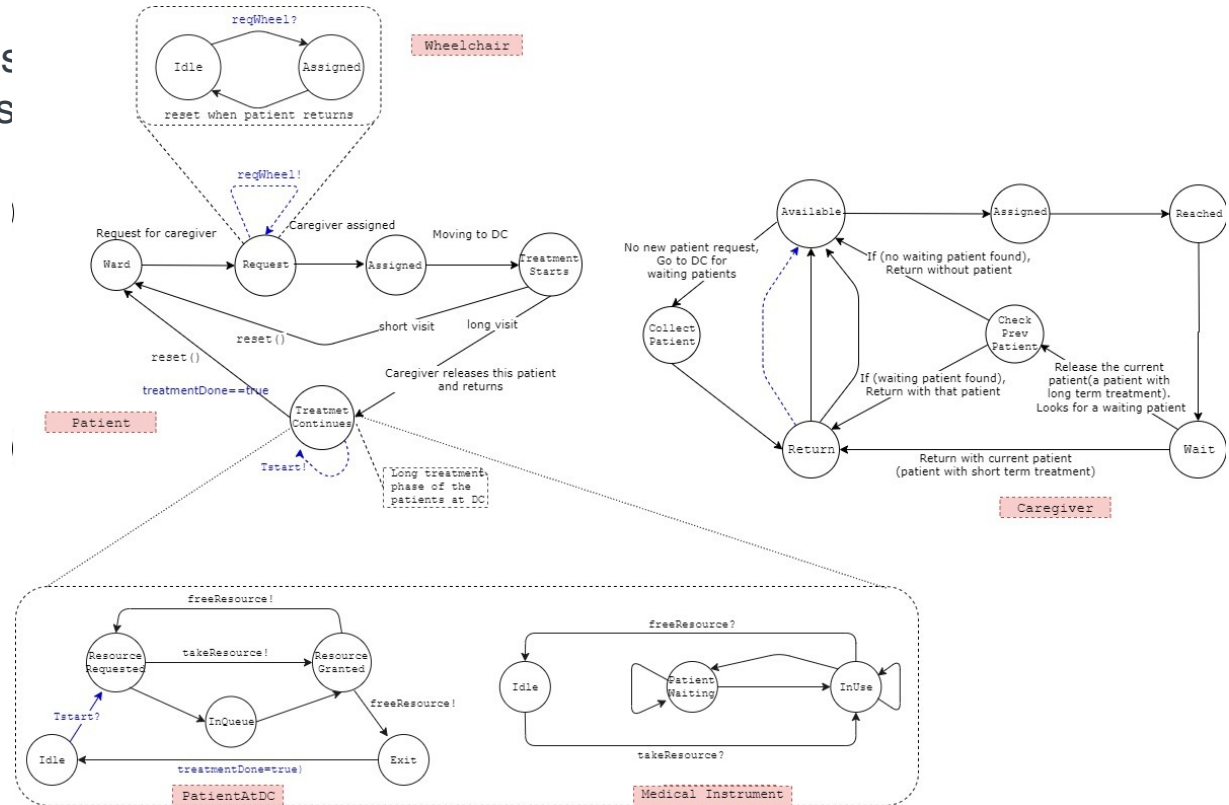 s
s
)
(
reqWheel?
Wheelchair
Idle
Assigned
reset when patient returns
reqWheel!
Request for caregiver
Caregiver assigned
Moving to DC
Ward
Request
Assigned
Treatment
Starts
reset()
short visit
long visit
reset()
Caregiver releases this patient
and returns
treatmentDone==true
Patient
Treatmet
Continues
Tstart!
Long treatment
phase of the
patients at DC
Available
Assigned
Reached
No new patient request,
Go to DC for
waiting patients
If (no waiting patient found),
Return without patient
Collect
Patient
Check
Prev
Patient
Release the current
patient(a patient with
long term treatment).
Looks for a waiting patient
If (waiting patient found),
Return with that patient
Return
Wait
Return with current patient
(patient with short term treatment)
Caregiver
freeResource!
Resource
Requested
takeResource!
Resource
Granted
InQueue
freeResource!
Tstart?
Idle
Exit
treatmentDone=true)
PatientAtDC
freeResource?
Idle
Patient
Waiting
InUse
takeResource?
Medical Instrument